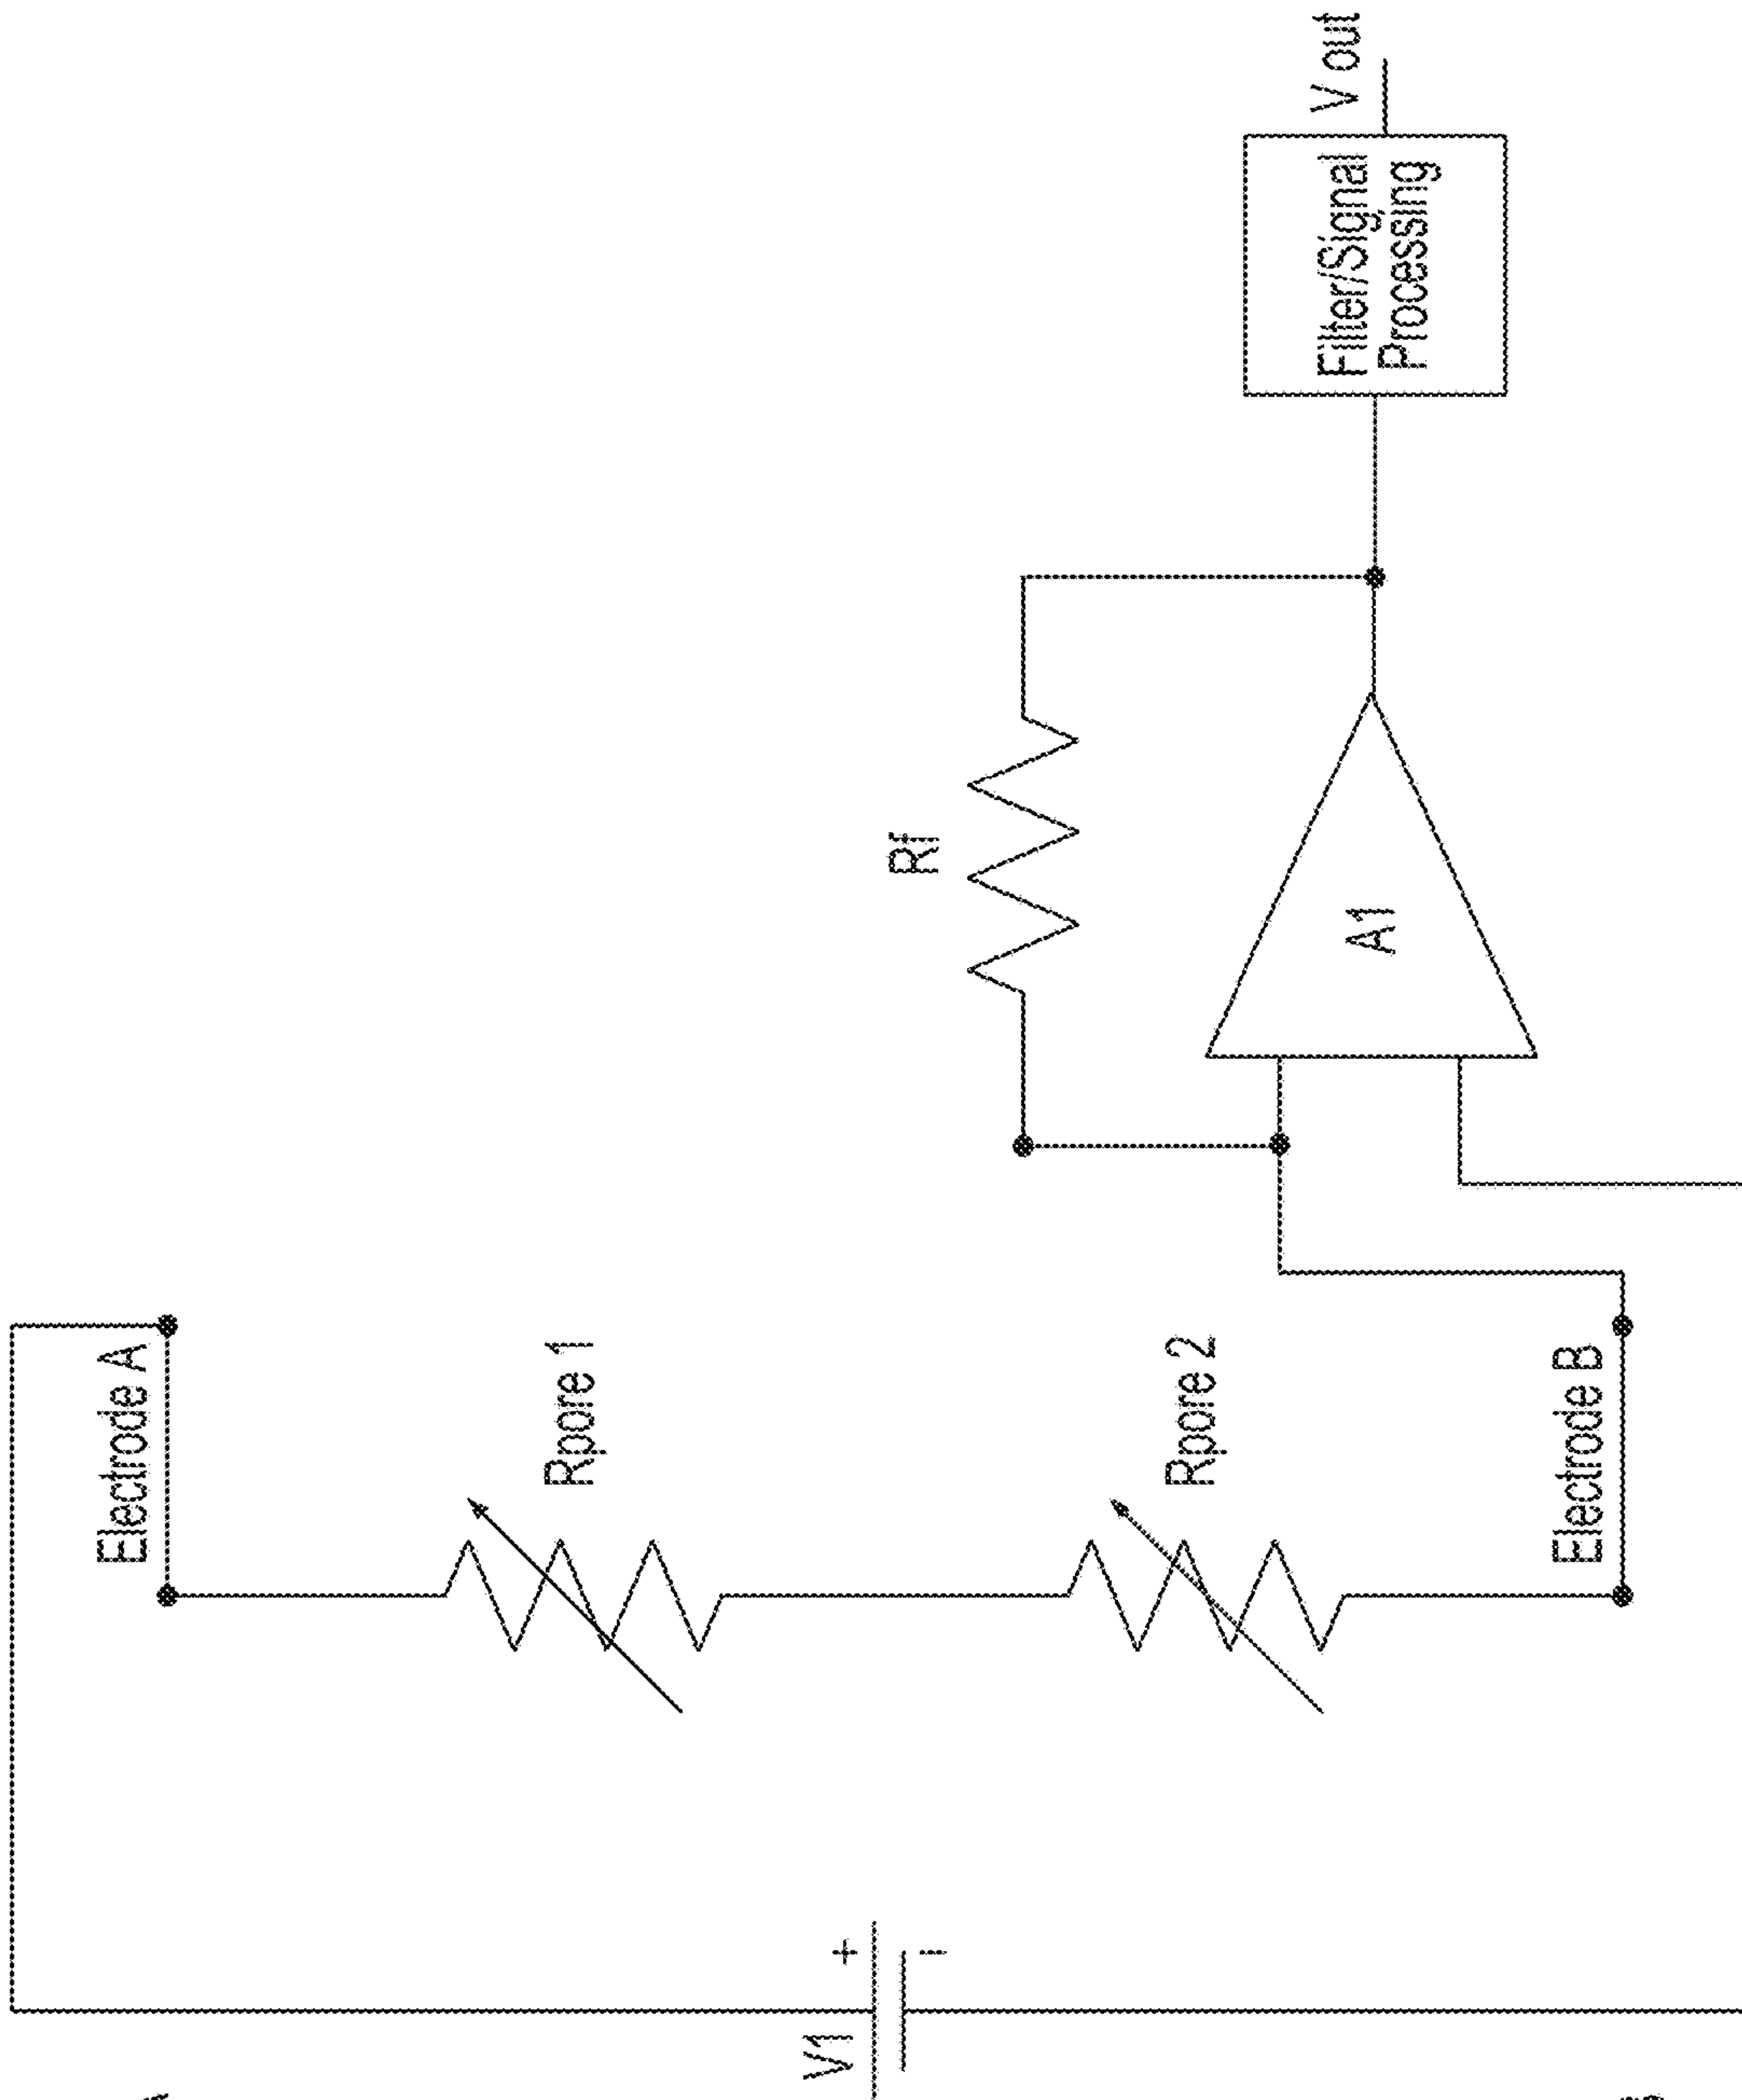 Electrode A
Rpore 1
Rpore 2
Electrode B
V1
+
-
Rf
A1
Filter/Signal
Processing
V out